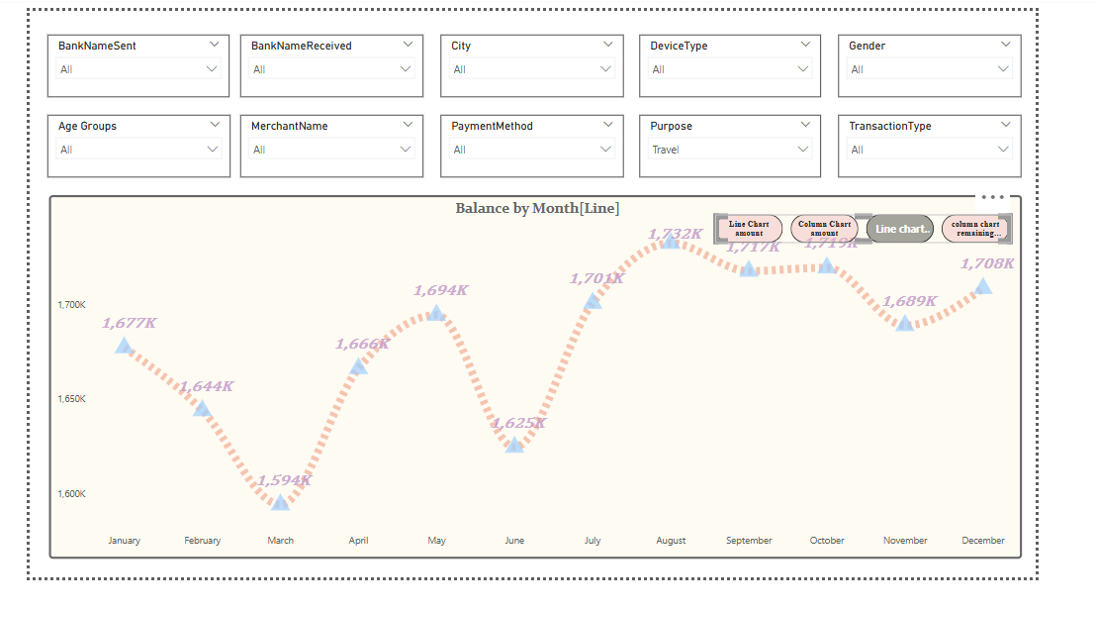 BankNameSent
All
BankNameReceived
All
City
All
DeviceType
All
Gender
All
Age Groups
All
MerchantName
All
PaymentMethod
All
Purpose
Travel
TransactionType
All
Balance by Month[Line]
Line Chart
amount
Column Chart
amount
Line chart..
column chart
remaining...
1,677K
1,644K
1,594K
1,666K
1,694K
1,625K
1,701K
1,732K
1,717K
1,719K
1,689K
1,708K
1,700K
1,650K
1,600K
January
February
March
April
May
June
July
August
September
October
November
December